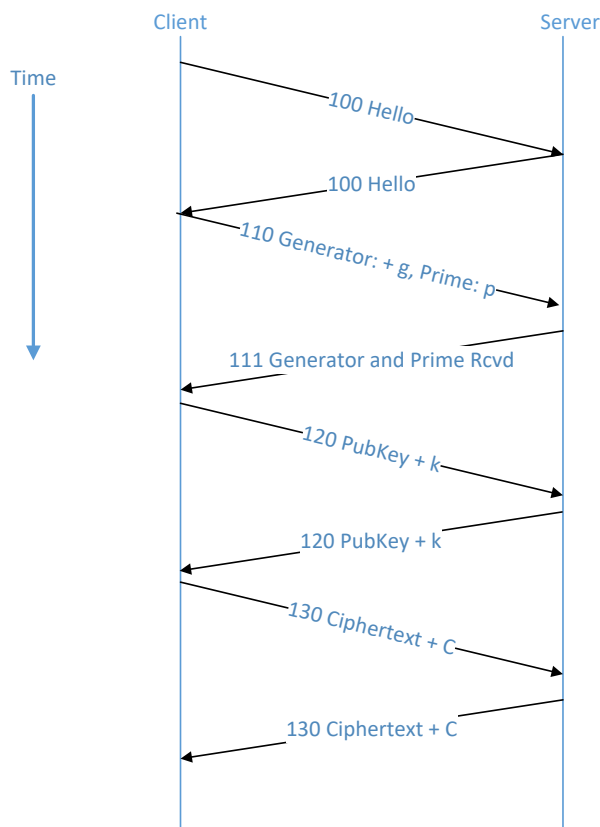 Client
Server
Time
100 Hello
100 Hello
110 Generator: + g, Prime: p
111 Generator and Prime Rcvd
120 PubKey + k
120 PubKey + k
130 Ciphertext + C
130 Ciphertext + C